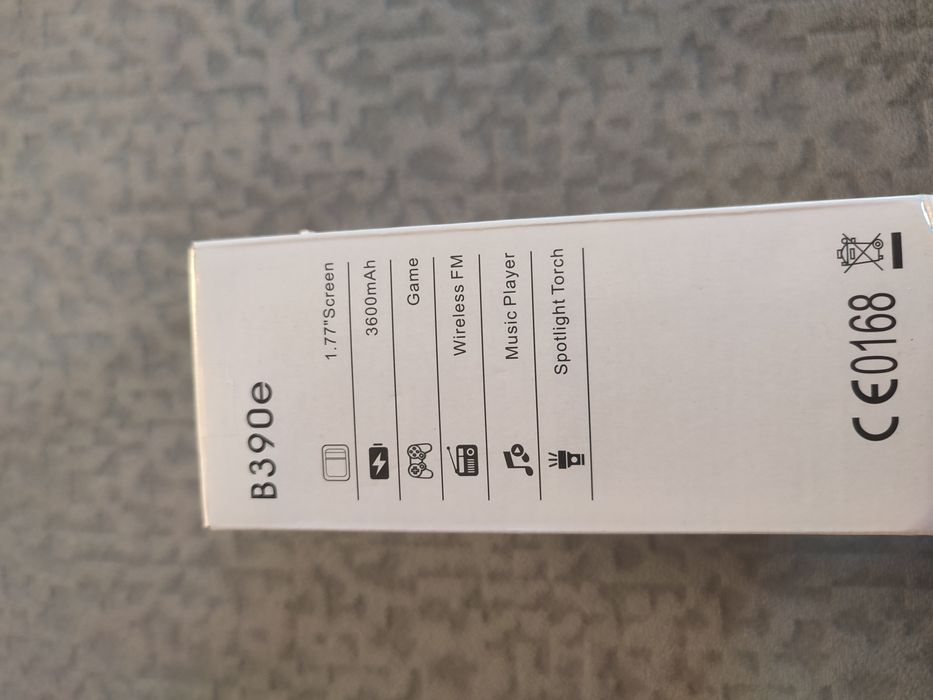 B390e
1.77"Screen
3600mAh
Game
Wireless FM
Music Player
Spotlight Torch
CE0168